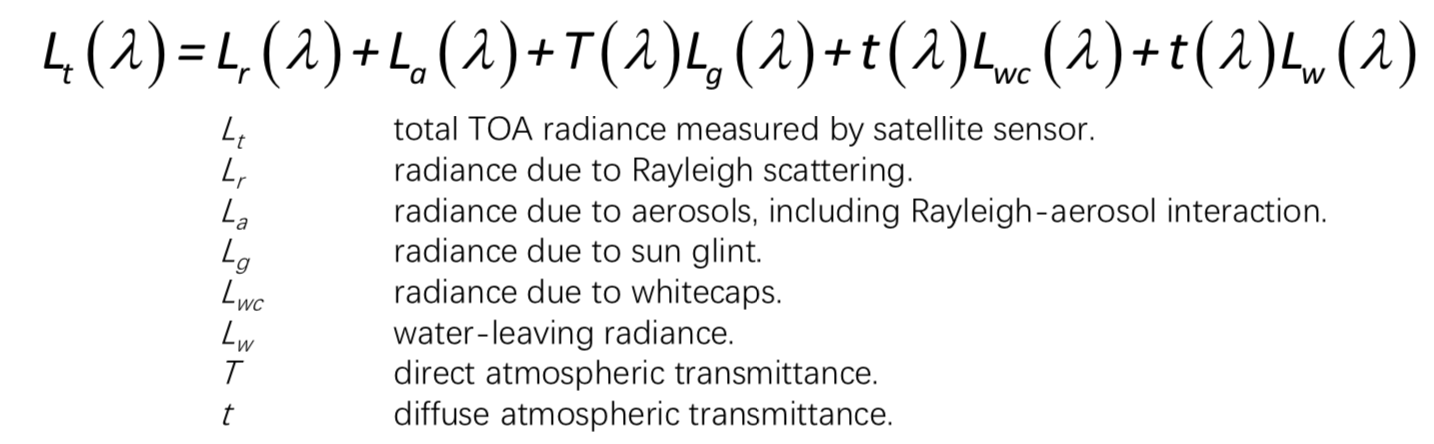 Lt(λ)=Lr(λ)+La(λ)+T(λ)Lg(λ)+t(λ)Lwc(λ)+t(λ)Lw(λ)
Lt total TOA radiance measured by satellite sensor.
Lr radiance due to Rayleigh scattering.
La radiance due to aerosols, including Rayleigh-aerosol interaction.
Lg radiance due to sun glint.
Lwc radiance due to whitecaps.
Lw water-leaving radiance.
T direct atmospheric transmittance.
t diffuse atmospheric transmittance.